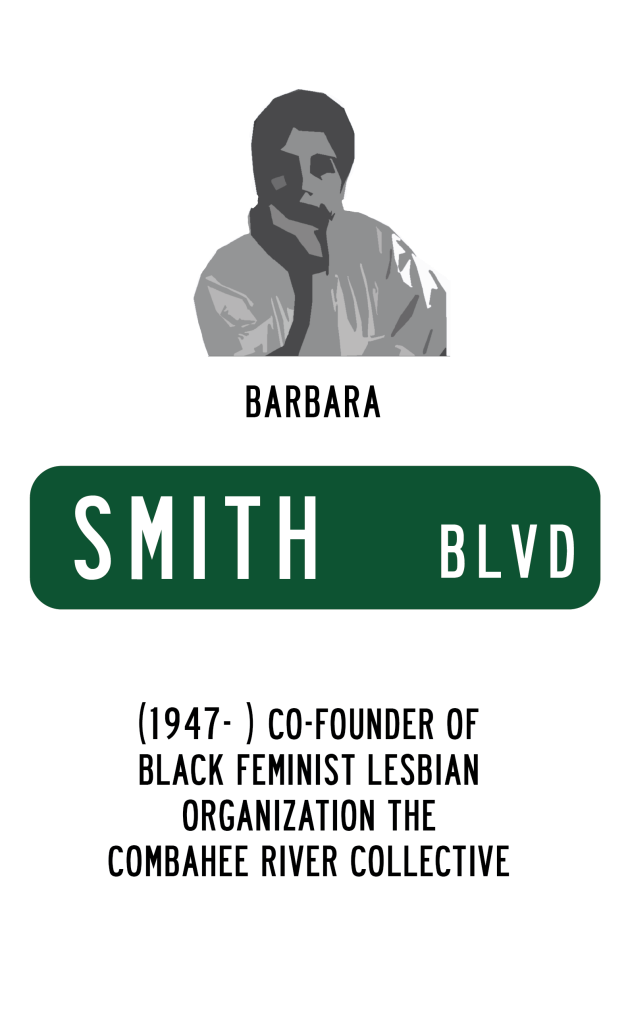 BARBARA
SMITH BLVD
(1947- ) CO-FOUNDER OF
BLACK FEMINIST LESBIAN
ORGANIZATION THE
COMBAHEE RIVER COLLECTIVE